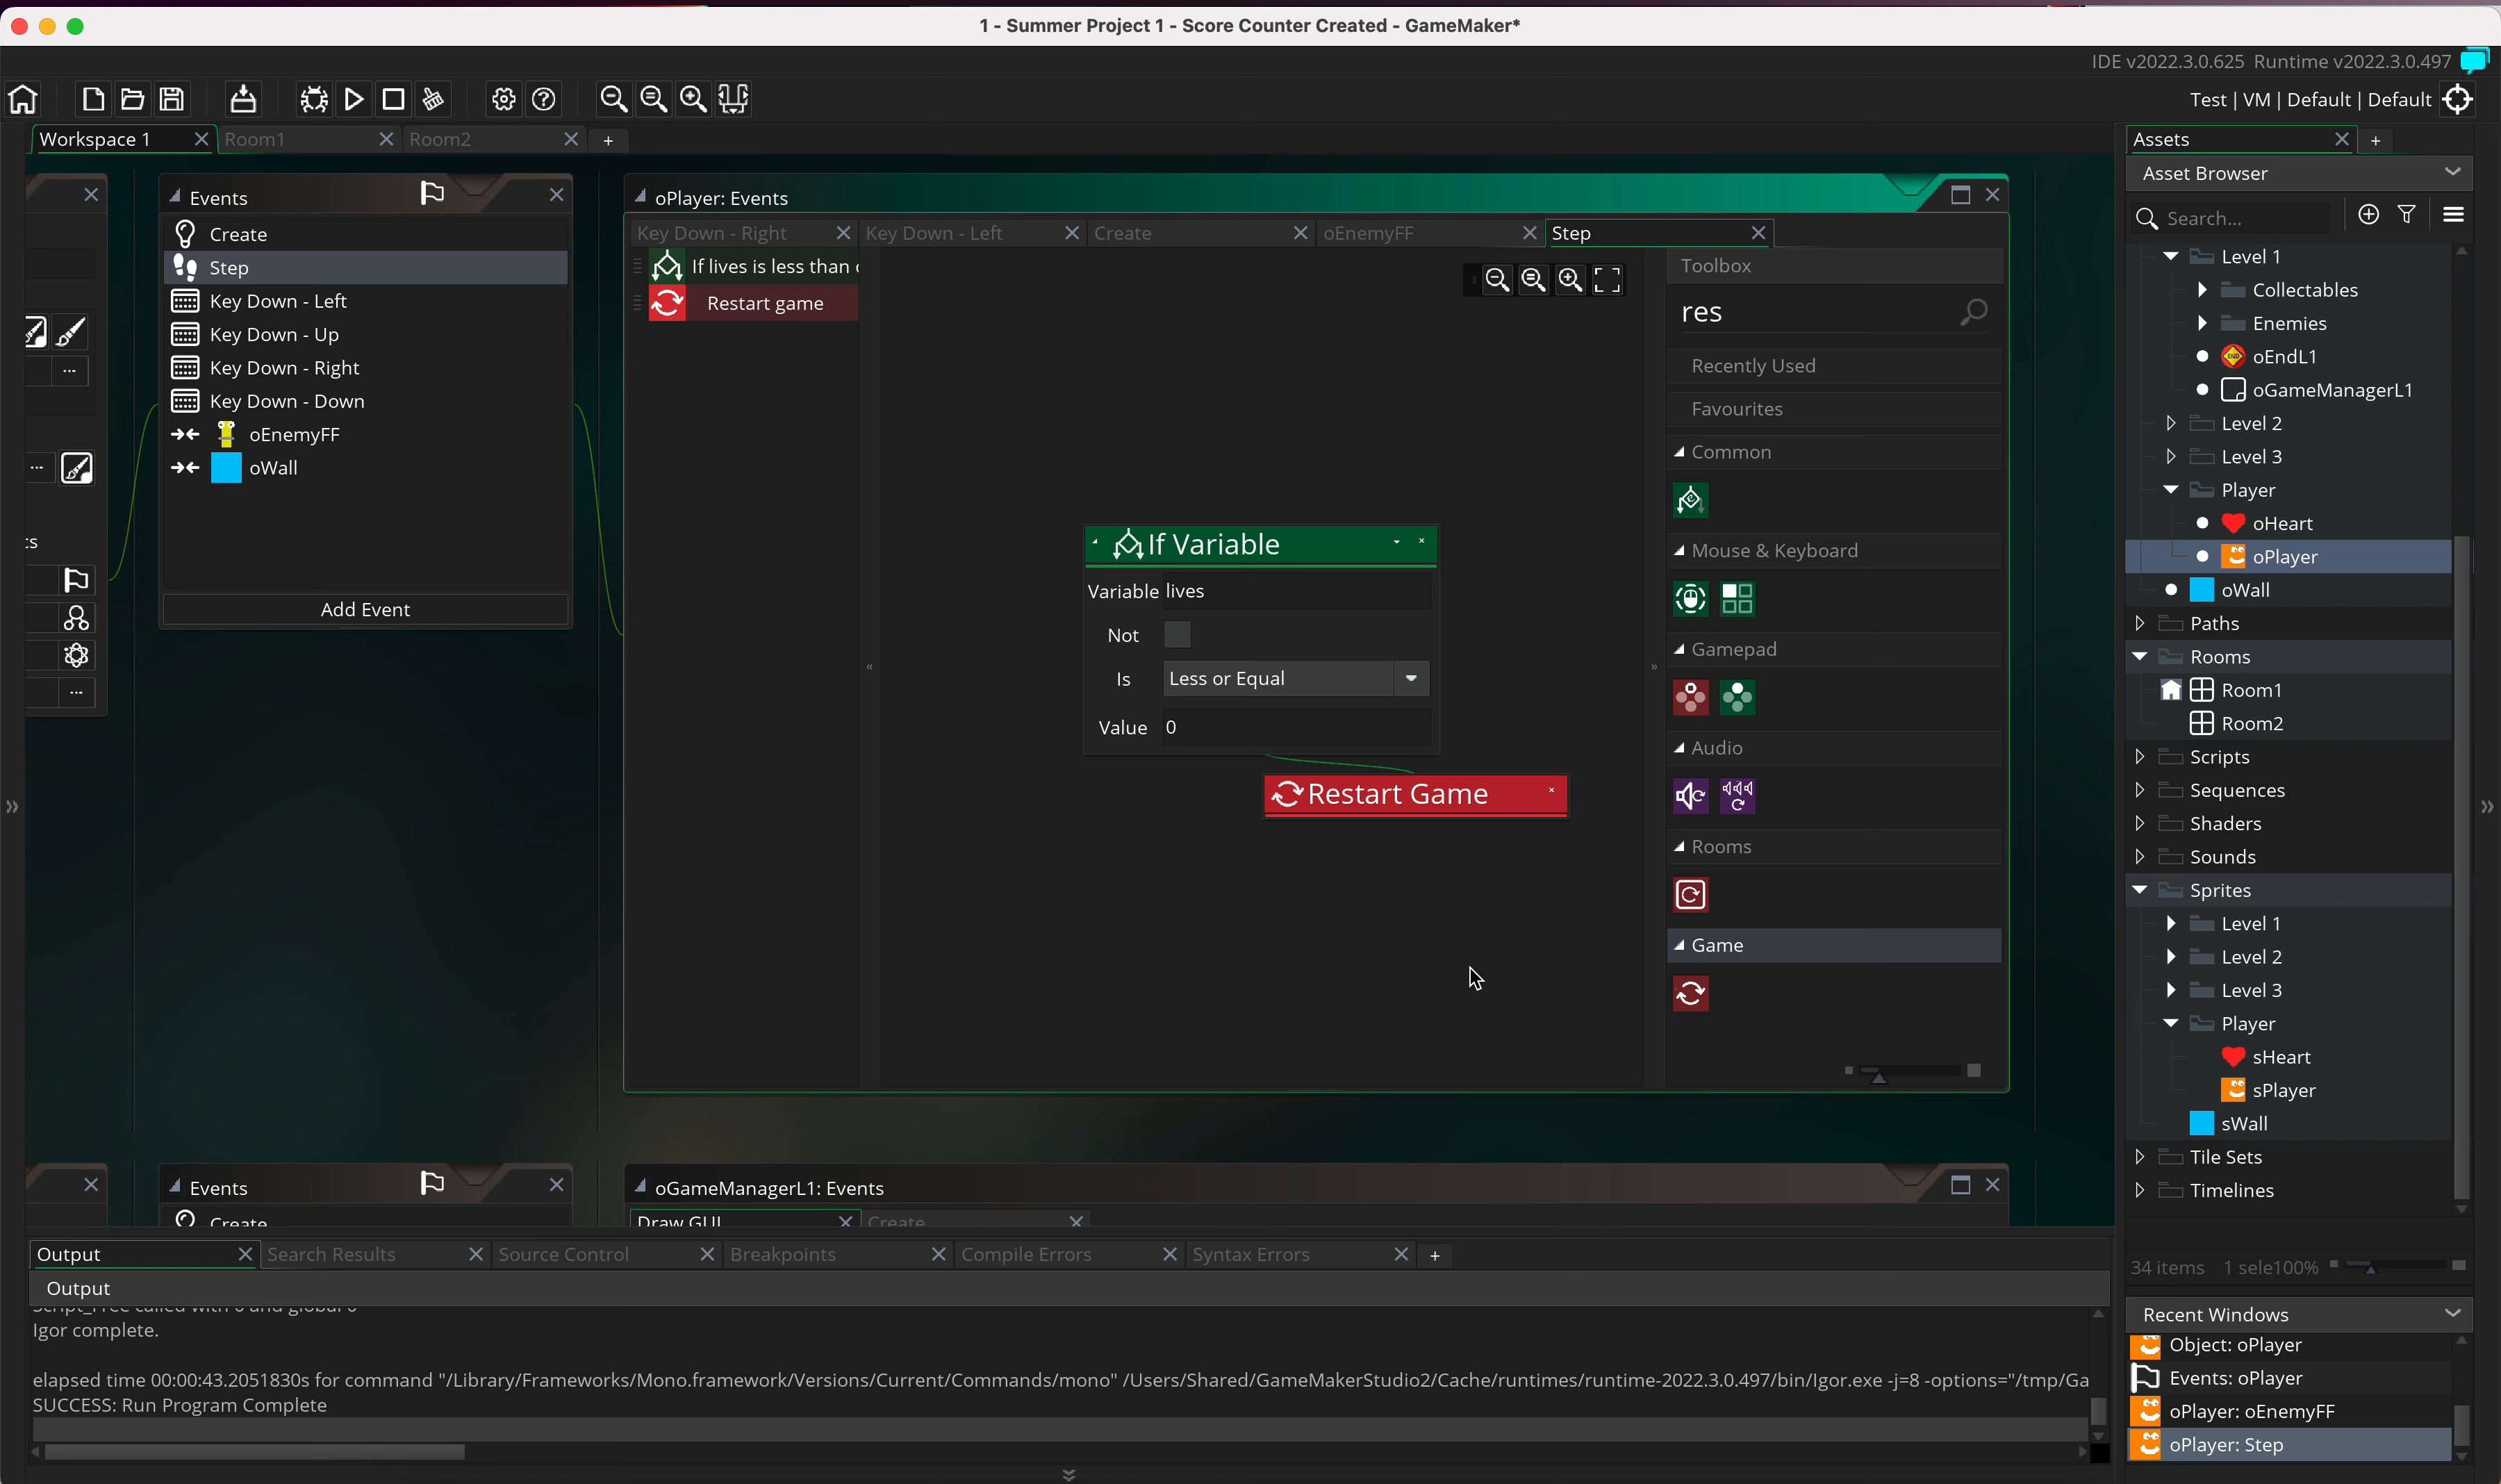 1 - Summer Project 1 - Score Counter Created - GameMaker*
IDE v2022.3.0.625 Runtime v2022.3.0.497
Test | VM | Default | Default
Workspace 1
Room1
Room2
+
Events
Create
Step
Key Down - Left
Key Down - Up
Key Down - Right
Key Down - Down
oEnemyFF
oWall
Add Event
oPlayer: Events
Key Down - Right
Key Down - Left
Create
oEnemyFF
Step
If lives is less than
Restart game
If Variable
Variable lives
Not
Is Less or Equal
Value 0
Restart Game
Toolbox
res
Recently Used
Favourites
Common
Mouse & Keyboard
Gamepad
Audio
Rooms
Game
Events
Create
oGameManagerL1: Events
Draw GUI
Create
Output
Search Results
Source Control
Breakpoints
Compile Errors
Syntax Errors
+
Output
Script_Free called with 0 and global 0
Igor complete.
elapsed time 00:00:43.2051830s for command "/Library/Frameworks/Mono.framework/Versions/Current/Commands/mono" /Users/Shared/GameMakerStudio2/Cache/runtimes/runtime-2022.3.0.497/bin/Igor.exe -j=8 -options="/tmp/Ga
SUCCESS: Run Program Complete
Assets
+
Asset Browser
Search...
Level 1
Collectables
Enemies
END oEndL1
oGameManagerL1
Level 2
Level 3
Player
oHeart
oPlayer
oWall
Paths
Rooms
Room1
Room2
Scripts
Sequences
Shaders
Sounds
Sprites
Level 1
Level 2
Level 3
Player
sHeart
sPlayer
sWall
Tile Sets
Timelines
34 items 1 sele100%
Recent Windows
Object: oPlayer
Events: oPlayer
oPlayer: oEnemyFF
oPlayer: Step